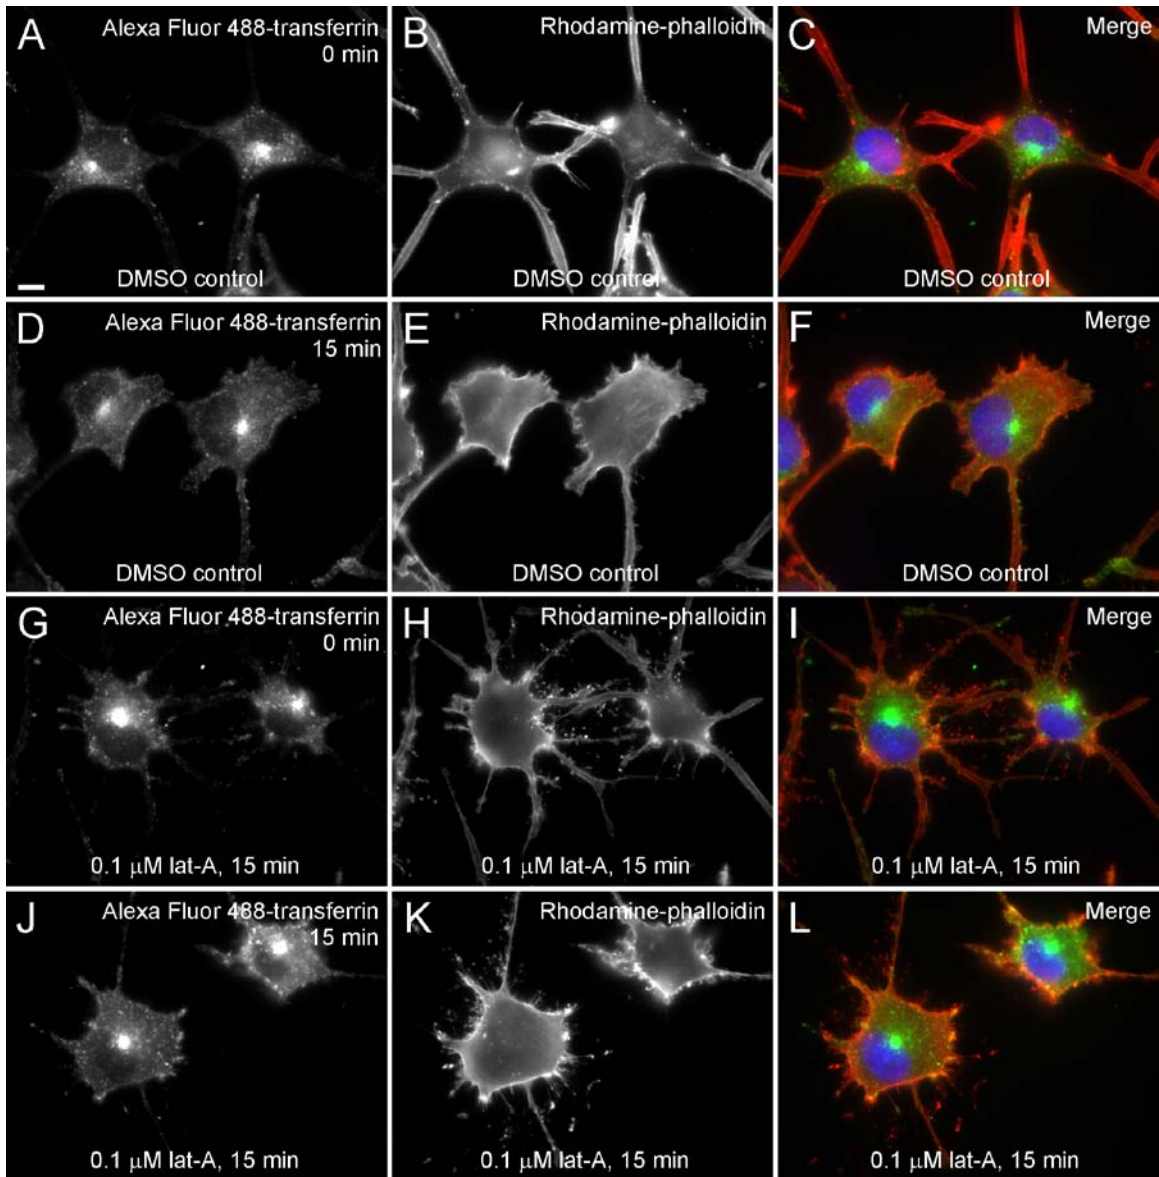 A
Alexa Fluor 488-transferrin
0 min
DMSO control
B
Rhodamine-phalloidin
DMSO control
C
Merge
DMSO control
D
Alexa Fluor 488-transferrin
15 min
DMSO control
E
Rhodamine-phalloidin
DMSO control
F
Merge
DMSO control
G
Alexa Fluor 488-transferrin
0 min
0.1 μM lat-A, 15 min
H
Rhodamine-phalloidin
0.1 μM lat-A, 15 min
I
Merge
0.1 μM lat-A, 15 min
J
Alexa Fluor 488-transferrin
15 min
0.1 μM lat-A, 15 min
K
Rhodamine-phalloidin
0.1 μM lat-A, 15 min
L
Merge
0.1 μM lat-A, 15 min